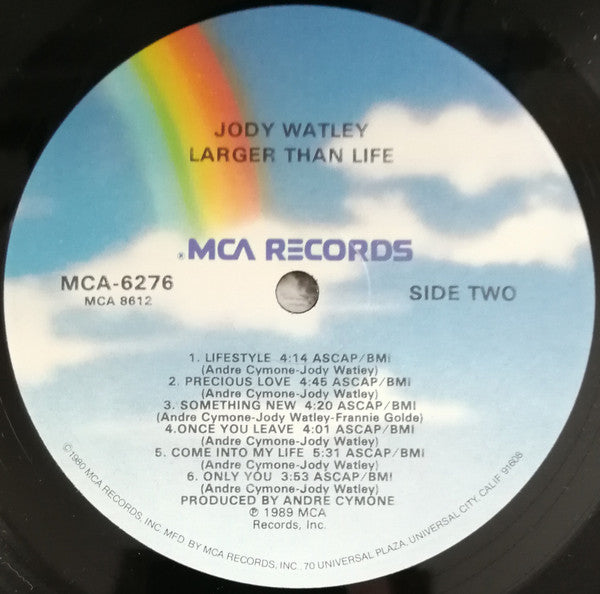 JODY WATLEY
LARGER THAN LIFE
®MCA RECORDS
MCA-6276
MCA 8612
SIDE TWO
1. LIFESTYLE 4:14 ASCAP/BMI
(Andre Cymone-Jody Watley)
2. PRECIOUS LOVE 4:45 ASCAP/BMI
(Andre Cymone-Jody Watley)
3. SOMETHING NEW 4:20 ASCAP/BMI
(Andre Cymone-Jody Watley-Frannie Golde)
4.ONCE YOU LEAVE 4:01 ASCAP/BMI
(Andre Cymone-Jody Watley)
5. COME INTO MY LIFE 5:31 ASCAP/BMI
(Andre Cymone-Jody Watley)
6. ONLY YOU 3:53 ASCAP/BMI
(Andre Cymone-Jody Watley)
PRODUCED BY ANDRE CYMONE
℗ 1989 MCA
Records, Inc.
©1980 MCA RECORDS, INC. MFD. BY MCA RECORDS, INC., 70 UNIVERSAL PLAZA, UNIVERSAL CITY, CALIF. 91608